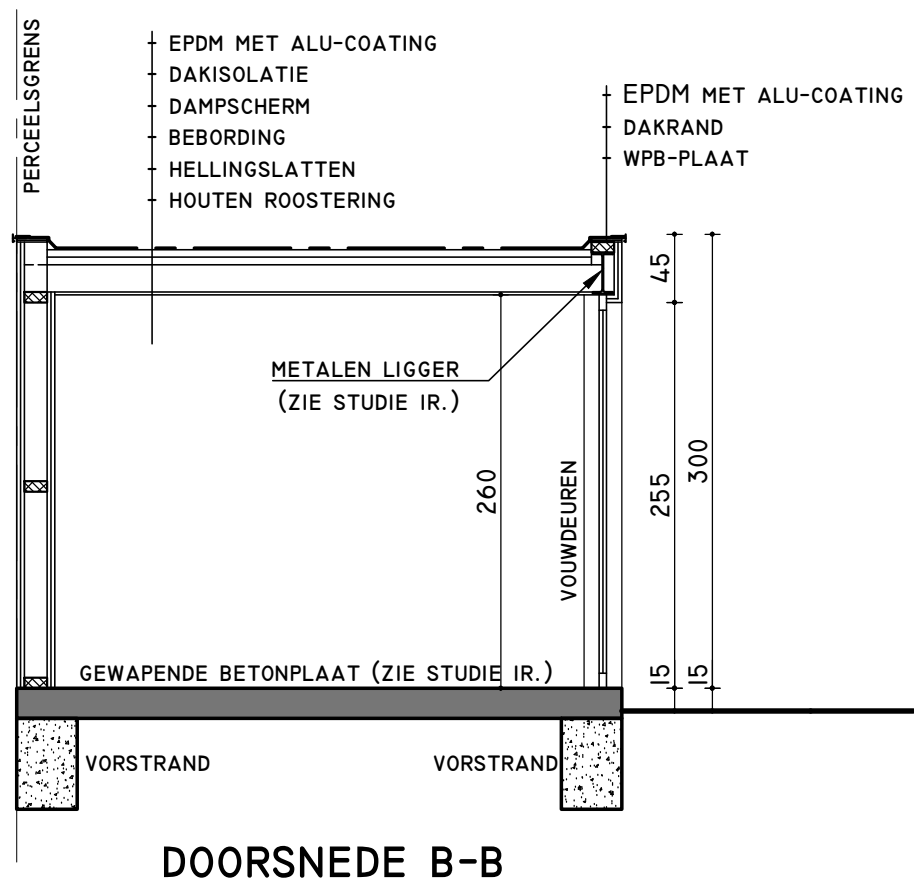 PERCEELSGRENS
EPDM MET ALU-COATING
DAKISOLATIE
DAMPSCHERM
BEBORDING
HELLINGSLATTEN
HOUTEN ROOSTERING
EPDM MET ALU-COATING
DAKRAND
WPB-PLAAT
45
METALEN LIGGER
(ZIE STUDIE IR.)
260
VOUWDEUREN
255
300
15
15
GEWAPENDE BETONPLAAT (ZIE STUDIE IR.)
VORSTRAND
VORSTRAND
DOORSNEDE B-B